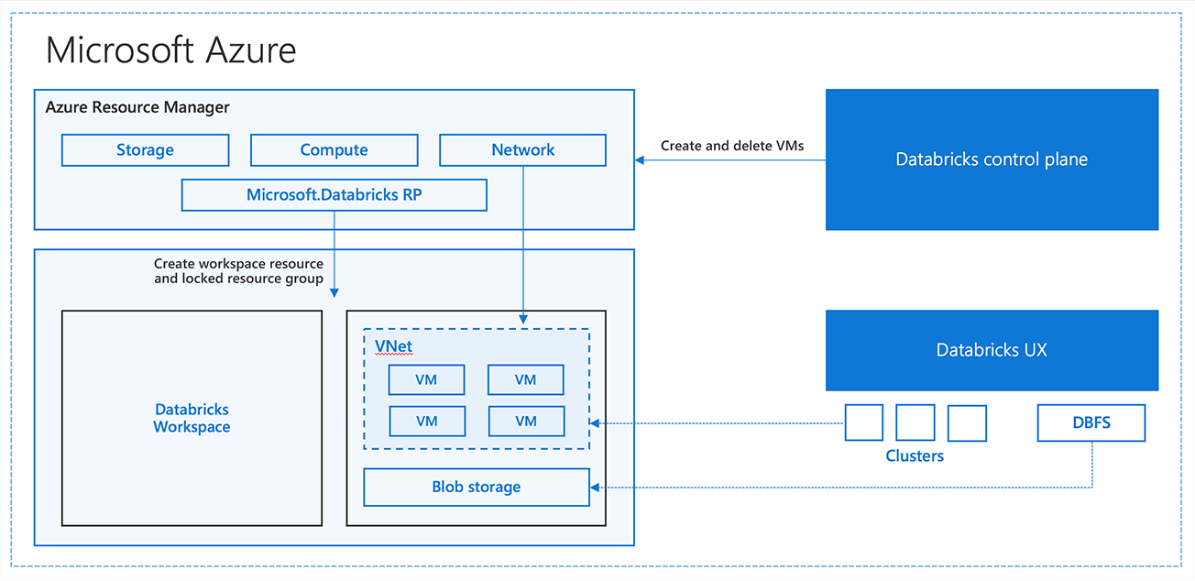 Microsoft Azure
Azure Resource Manager
Storage
Compute
Network
Microsoft.Databricks RP
Create and delete VMs
Databricks control plane
Create workspace resource
and locked resource group
Databricks
Workspace
VNet
VM
VM
VM
VM
Blob storage
Databricks UX
Clusters
DBFS